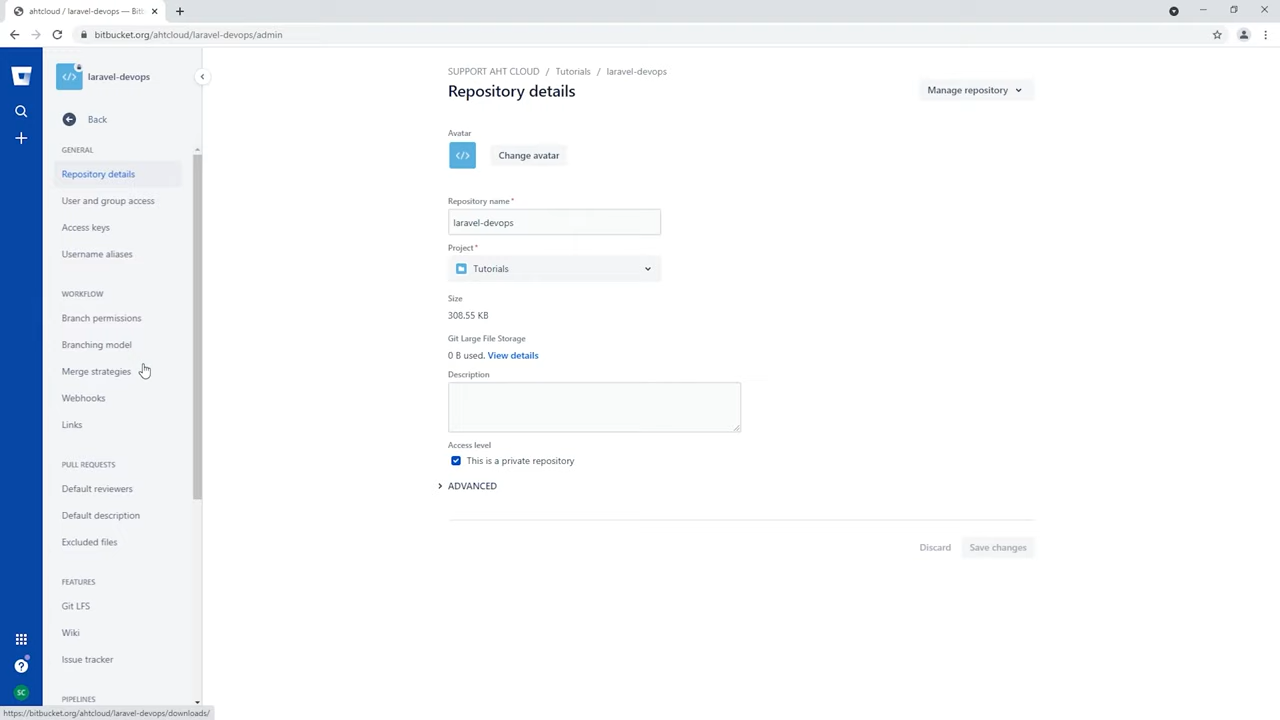 ahtcloud / laravel-devops — Bit
bitbucket.org/ahtcloud/laravel-devops/admin
</> laravel-devops
Back
GENERAL
Repository details
User and group access
Access keys
Username aliases
WORKFLOW
Branch permissions
Branching model
Merge strategies
Webhooks
Links
PULL REQUESTS
Default reviewers
Default description
Excluded files
FEATURES
Git LFS
Wiki
Issue tracker
PIPELINES
SC
https://bitbucket.org/ahtcloud/laravel-devops/downloads/
SUPPORT AHT CLOUD / Tutorials / laravel-devops
Repository details
Manage repository
Avatar
</> Change avatar
Repository name*
laravel-devops
Project*
Tutorials
Size
308.55 KB
Git Large File Storage
0 B used. View details
Description
Access level
This is a private repository
ADVANCED
Discard Save changes